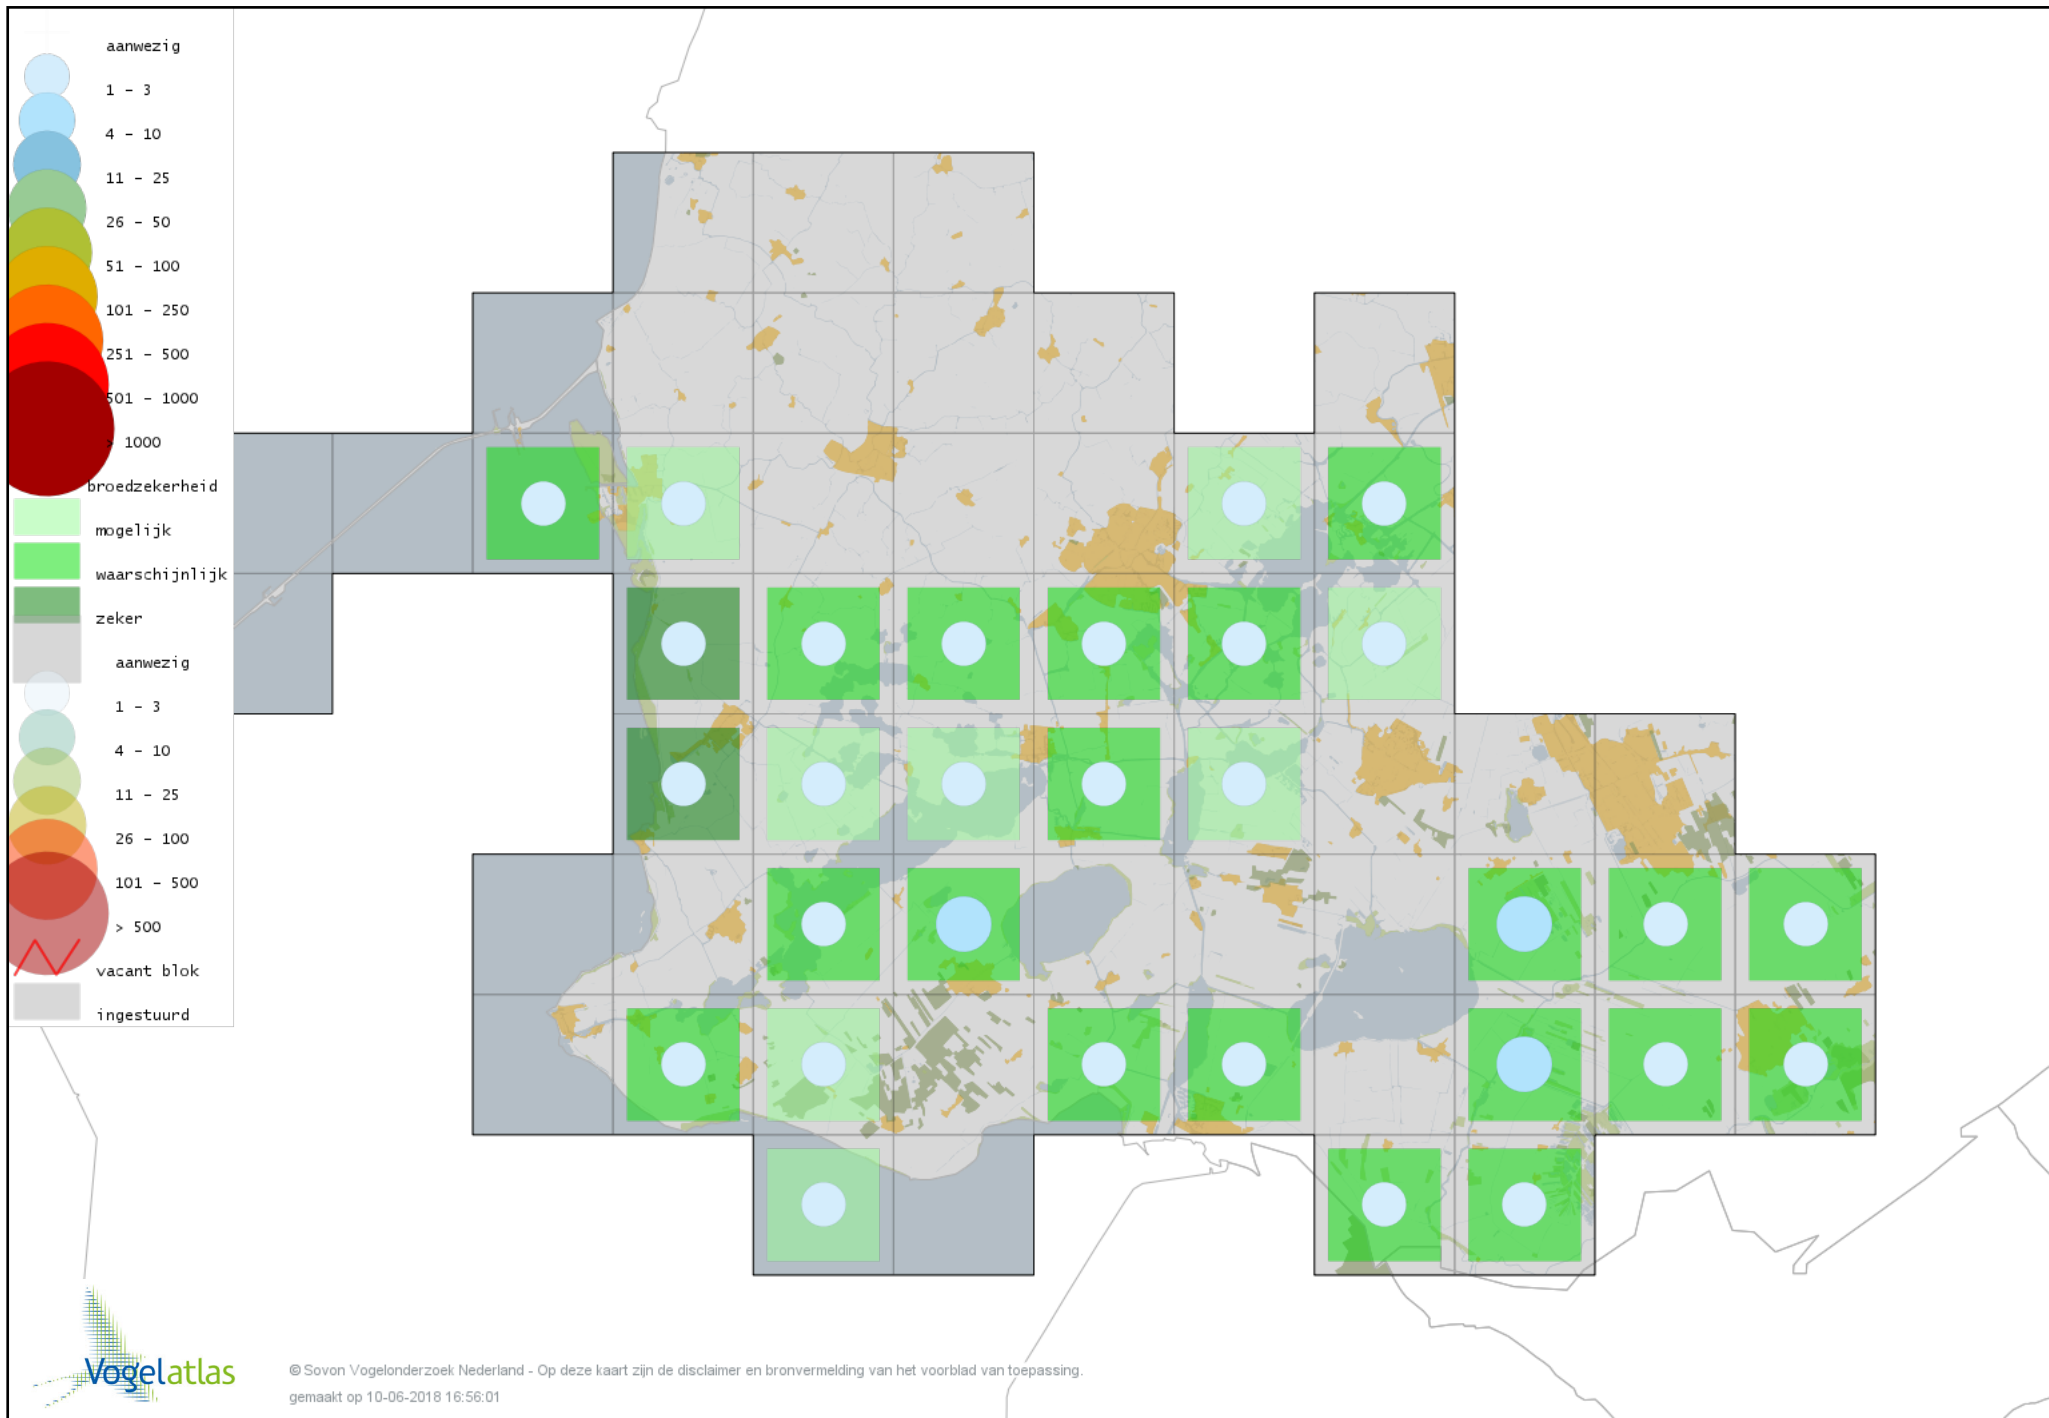 aanwezig
1 - 3
4 - 10
11 - 25
26 - 50
51 - 100
101 - 250
251 - 500
501 - 1000
> 1000
broedzekerheid
mogelijk
waarschijnlijk
zeker
aanwezig
1 - 3
4 - 10
11 - 25
26 - 100
101 - 500
> 500
vacant blok
ingestuurd
Vogelatlas
© Sovon Vogelonderzoek Nederland - Op deze kaart zijn de disclaimer en bronvermelding van het voorblad van toepassing.
gemaakt op 10-06-2018 16:56:01